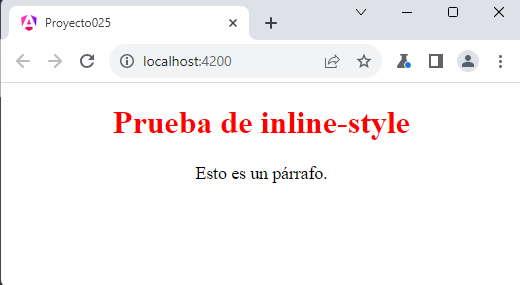 Proyecto025
localhost:4200
Prueba de inline-style
Esto es un párrafo.